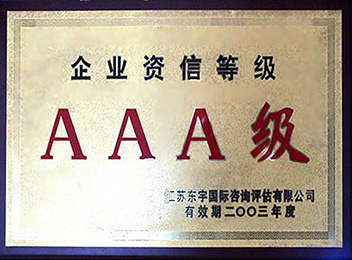 企业资信等级
AAA级
江苏东宇国际咨询评估有限公司
有效期二〇〇三年度